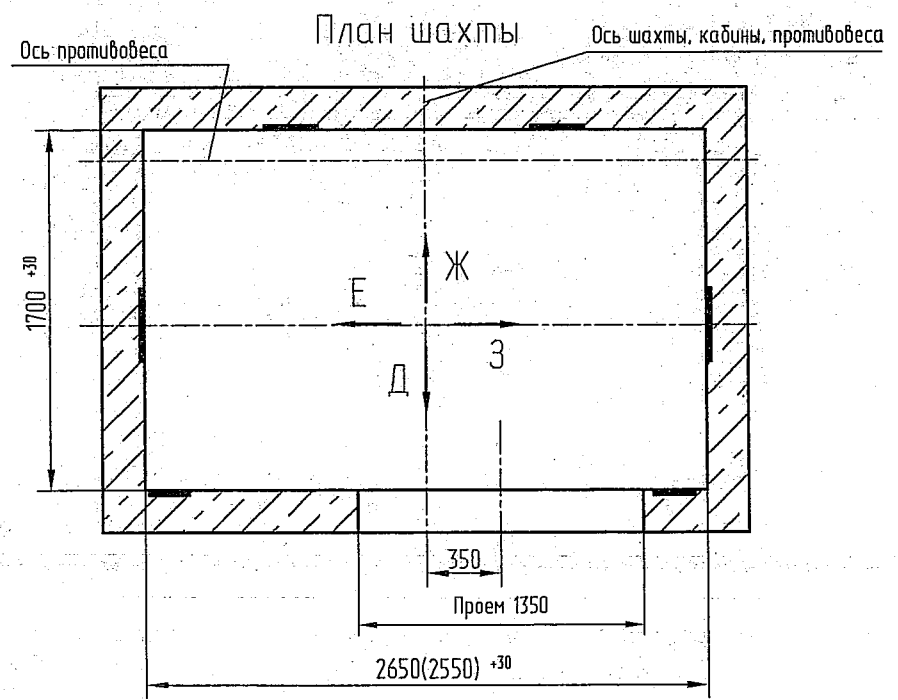 План шахты
Ось противовеса
Ось шахты, кабины, противовеса
1700 +30
Ж
Е
З
Д
350
Проем 1350
2650(2550) +30